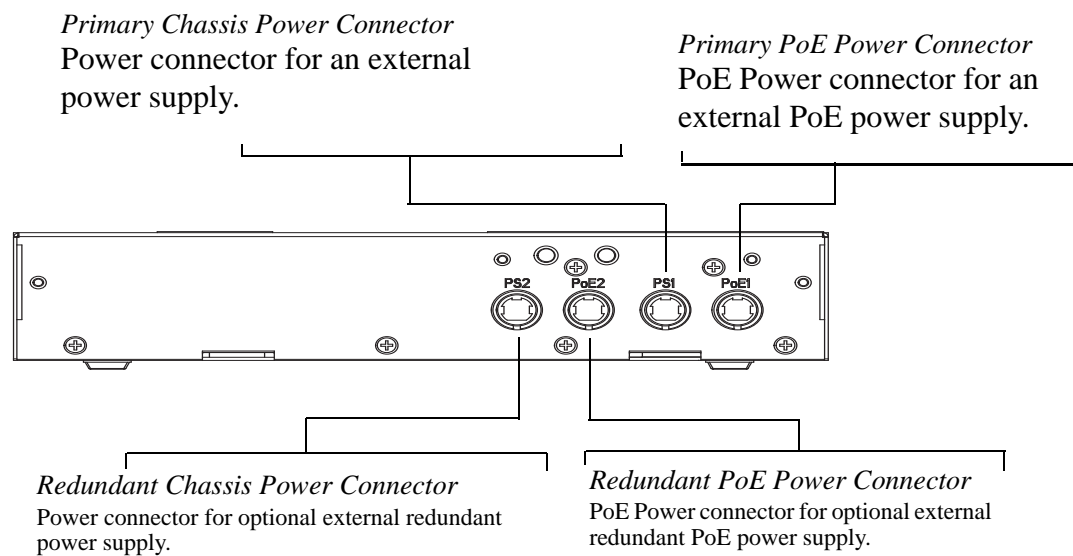 Primary Chassis Power Connector
Power connector for an external
power supply.
Primary PoE Power Connector
PoE Power connector for an
external PoE power supply.
PS2
PoE2
PS1
PoE1
Redundant Chassis Power Connector
Power connector for optional external redundant
power supply.
Redundant PoE Power Connector
PoE Power connector for optional external
redundant PoE power supply.